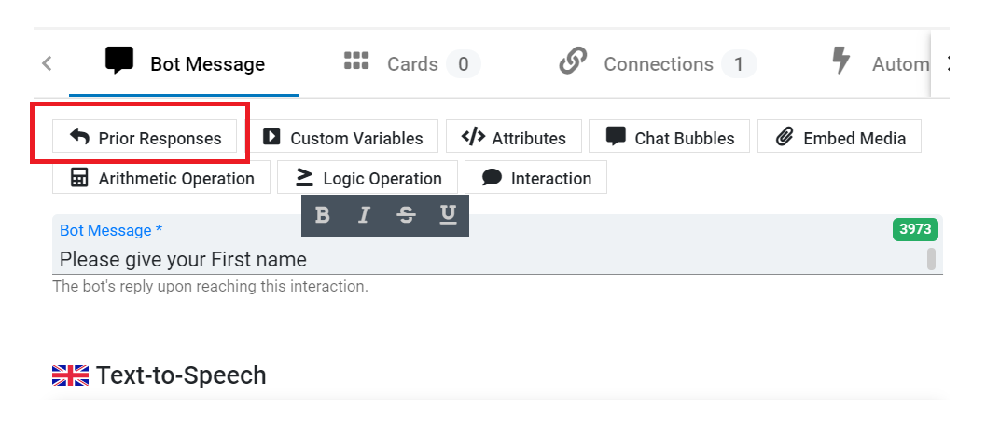 Bot Message Cards 0 Connections 1 Autom
Prior Responses Custom Variables Attributes Chat Bubbles Embed Media
Arithmetic Operation Logic Operation Interaction
B I S U
Bot Message * 3973
Please give your First name
The bot's reply upon reaching this interaction.
Text-to-Speech